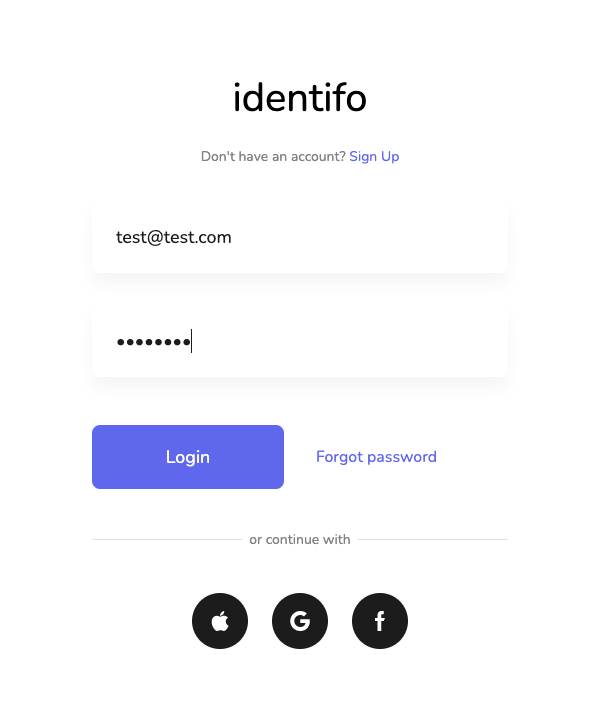 identifo
Don't have an account? Sign Up
test@test.com
••••••••
Login
Forgot password
or continue with